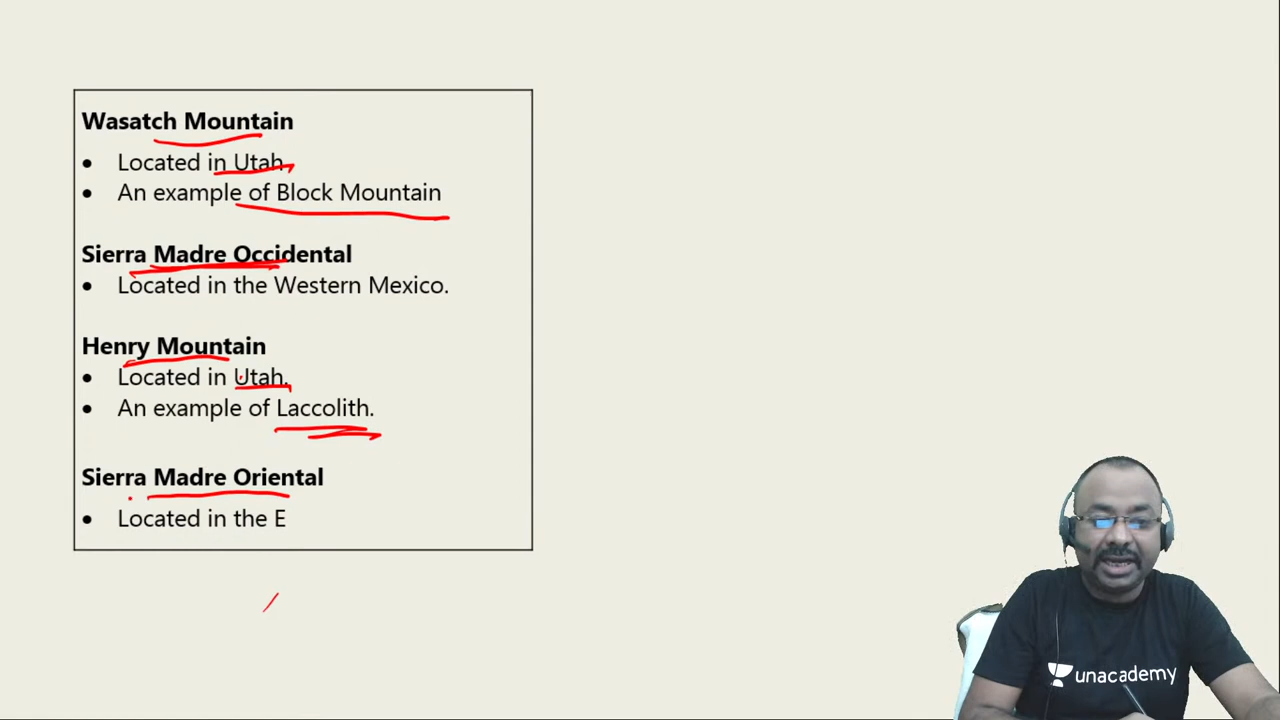 Wasatch Mountain
• Located in Utah.
• An example of Block Mountain
Sierra Madre Occidental
• Located in the Western Mexico.
Henry Mountain
• Located in Utah.
• An example of Laccolith.
Sierra Madre Oriental
• Located in the E
unacademy